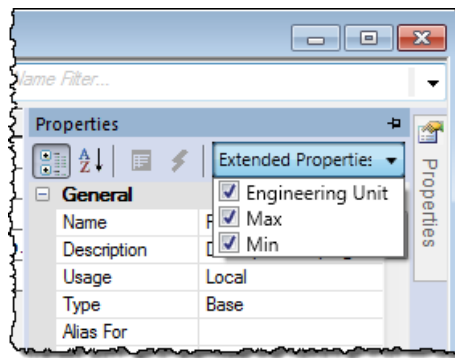 Name Filter...
Properties
Extended Properties
Engineering Unit
Max
Min
General
Name
Description
Usage Local
Type Base
Alias For
Properties